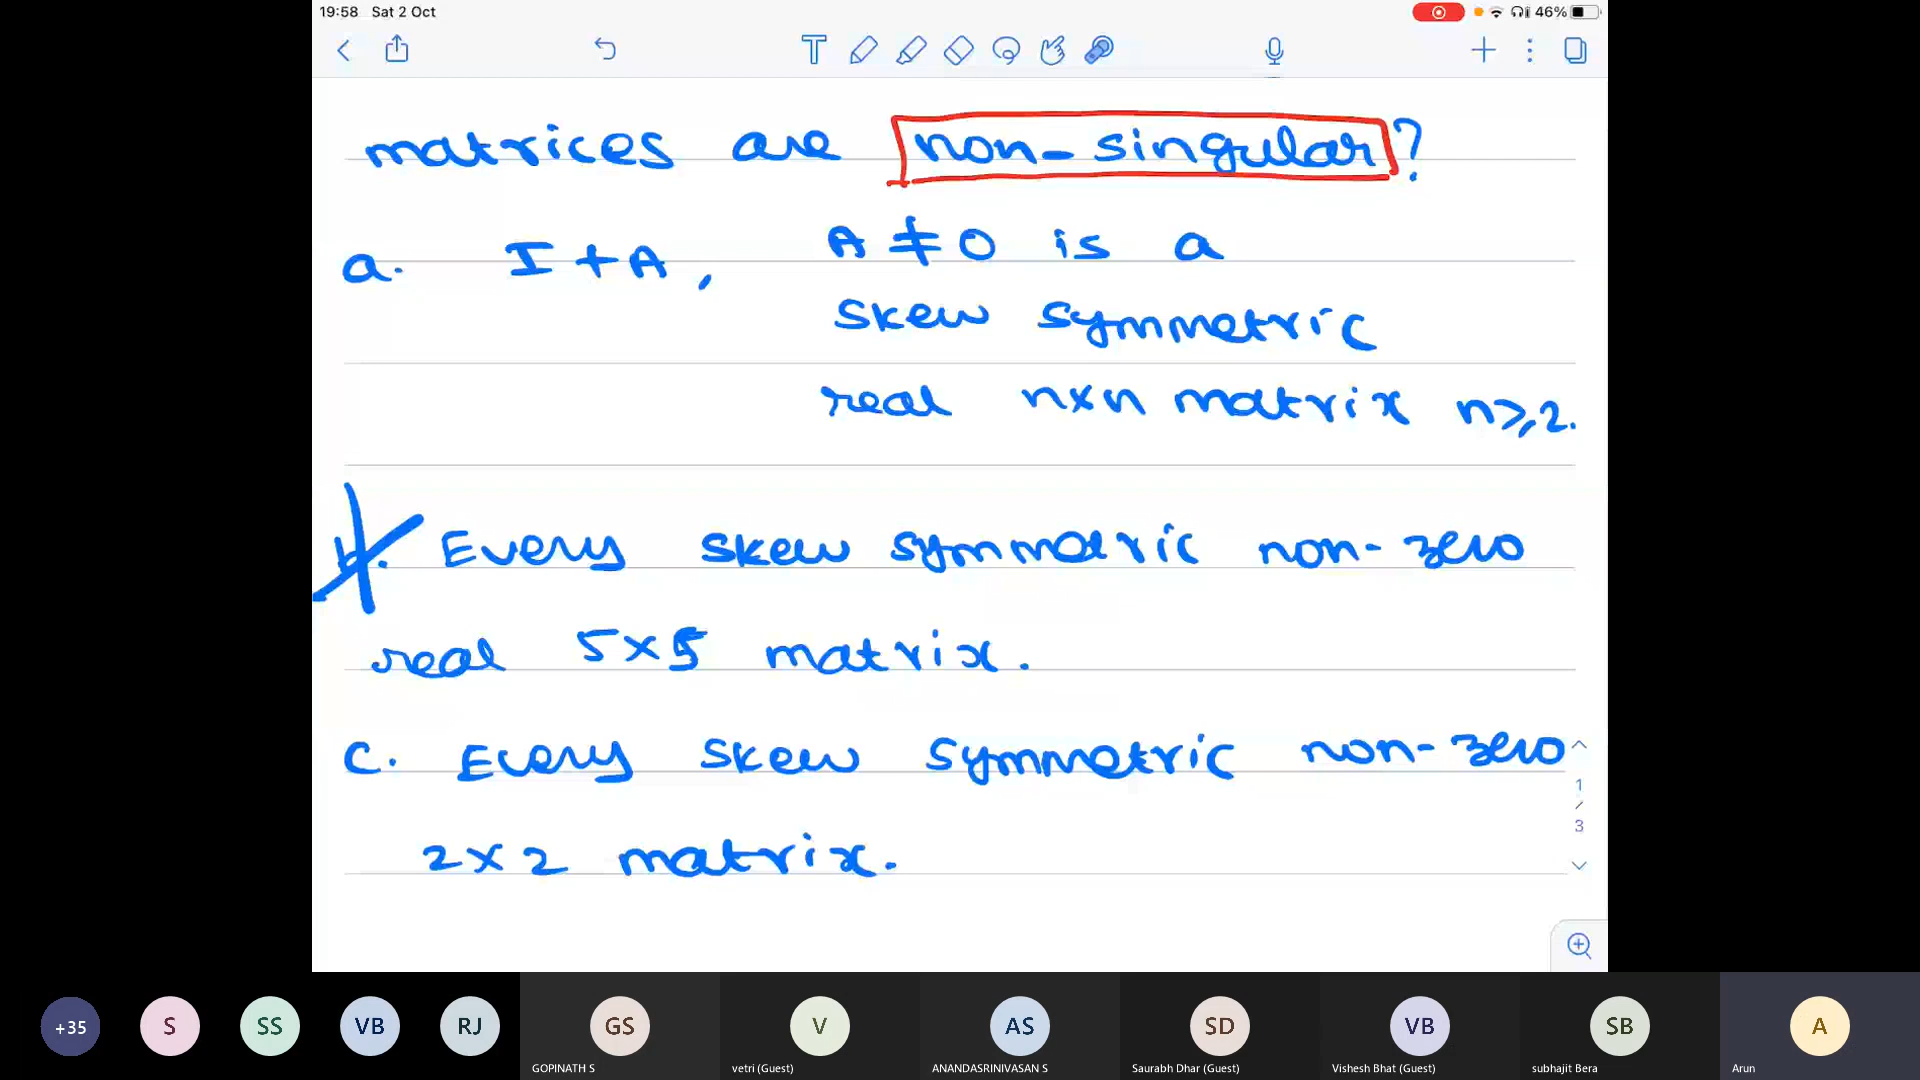 19:58 Sat 2 Oct
46%
matrices are non-singular?
a. I + A, A ≠ 0 is a
skew symmetric
real n×n matrix n≥2.
b. Every skew symmetric non-zero
real 5×5 matrix.
c. Every skew symmetric non-zero
2×2 matrix.
1
/
3
+35
S
SS
VB
RJ
GS
V
AS
SD
VB
SB
A
GOPINATH S
vetri (Guest)
ANANDASRINIVASAN S
Saurabh Dhar (Guest)
Vishesh Bhat (Guest)
subhajit Bera
Arun